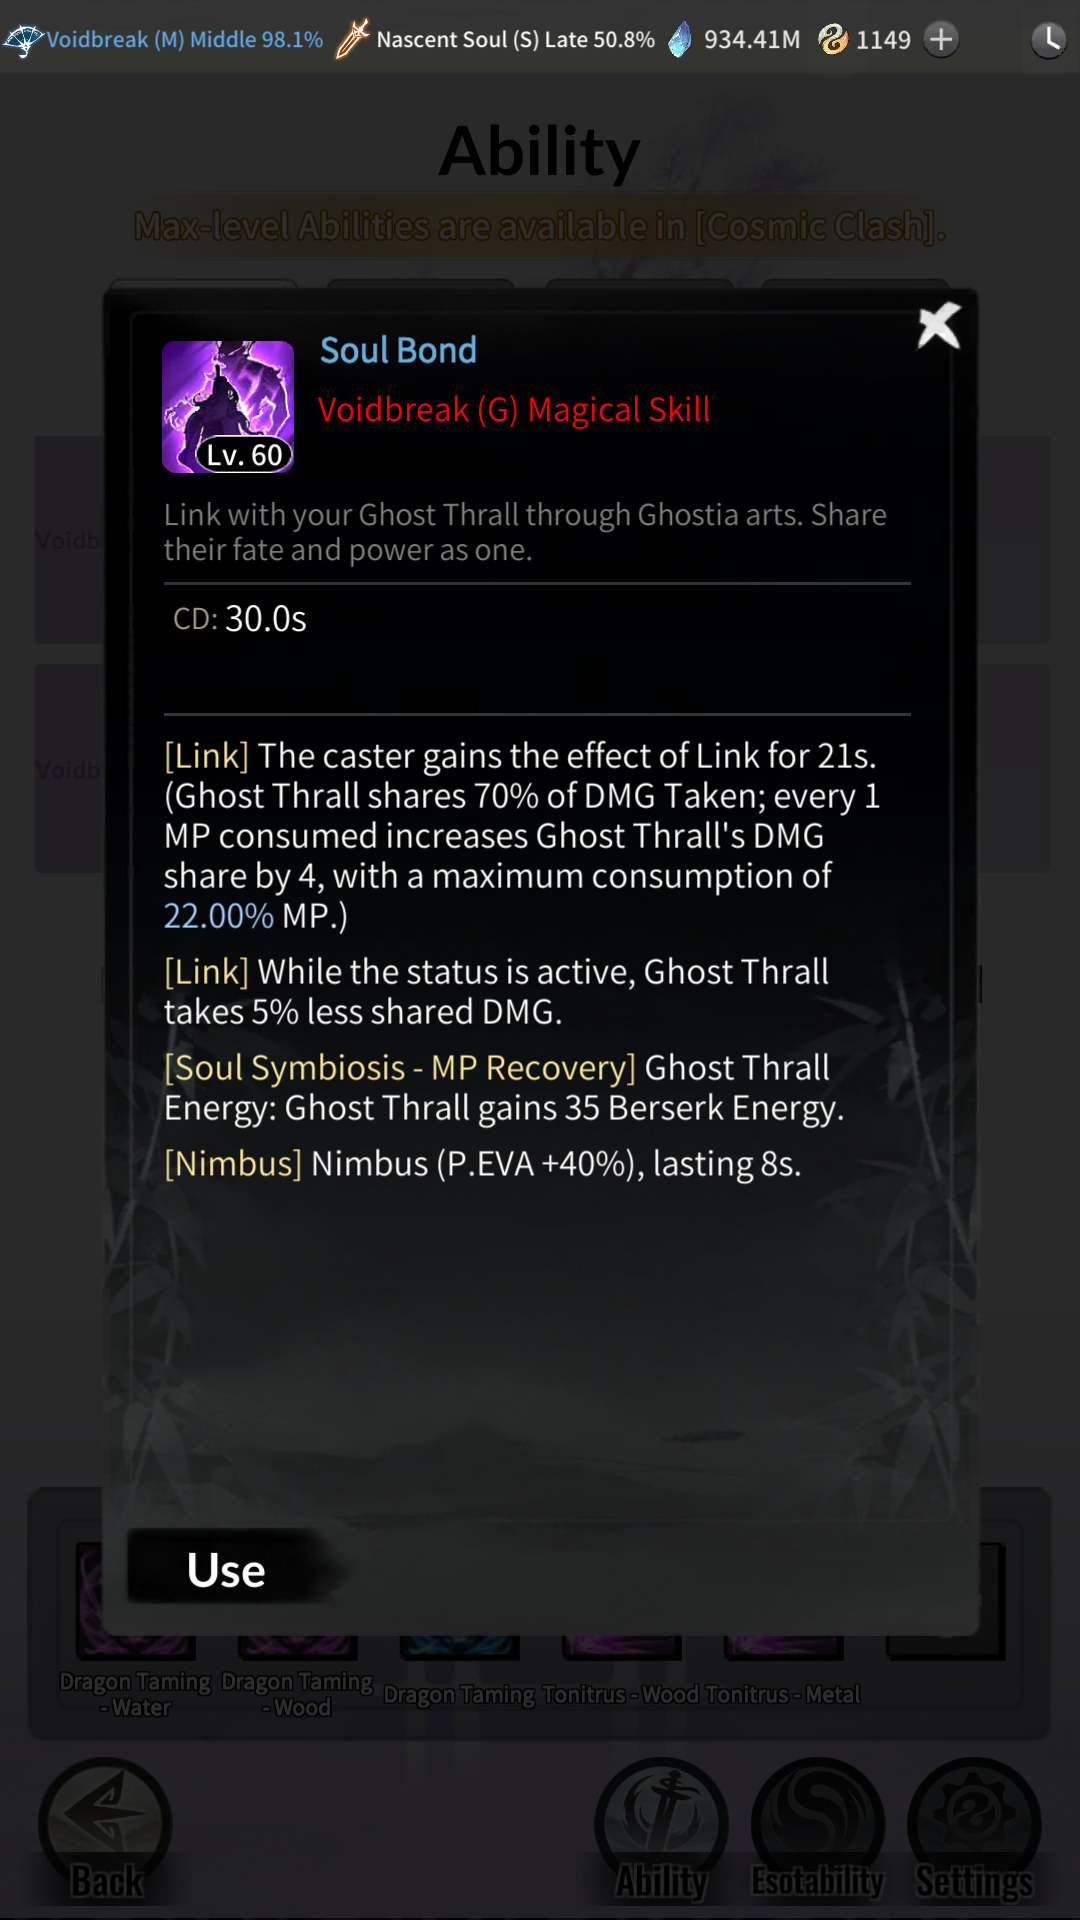 Voidbreak (M) Middle 98.1% Nascent Soul (S) Late 50.8% 934.41M 1149
Ability
Max-level Abilities are available in [Cosmic Clash].
Soul Bond
Voidbreak (G) Magical Skill
Lv. 60
Link with your Ghost Thrall through Ghostia arts. Share
their fate and power as one.
CD: 30.0s
[Link] The caster gains the effect of Link for 21s.
(Ghost Thrall shares 70% of DMG Taken; every 1
MP consumed increases Ghost Thrall's DMG
share by 4, with a maximum consumption of
22.00% MP.)
[Link] While the status is active, Ghost Thrall
takes 5% less shared DMG.
[Soul Symbiosis - MP Recovery] Ghost Thrall
Energy: Ghost Thrall gains 35 Berserk Energy.
[Nimbus] Nimbus (P.EVA +40%), lasting 8s.
Voidb
Voidb
Use
Dragon Taming
- Water
Dragon Taming
- Wood
Dragon Taming
Tonitrus - Wood
Tonitrus - Metal
Back
Ability
Esotability
Settings